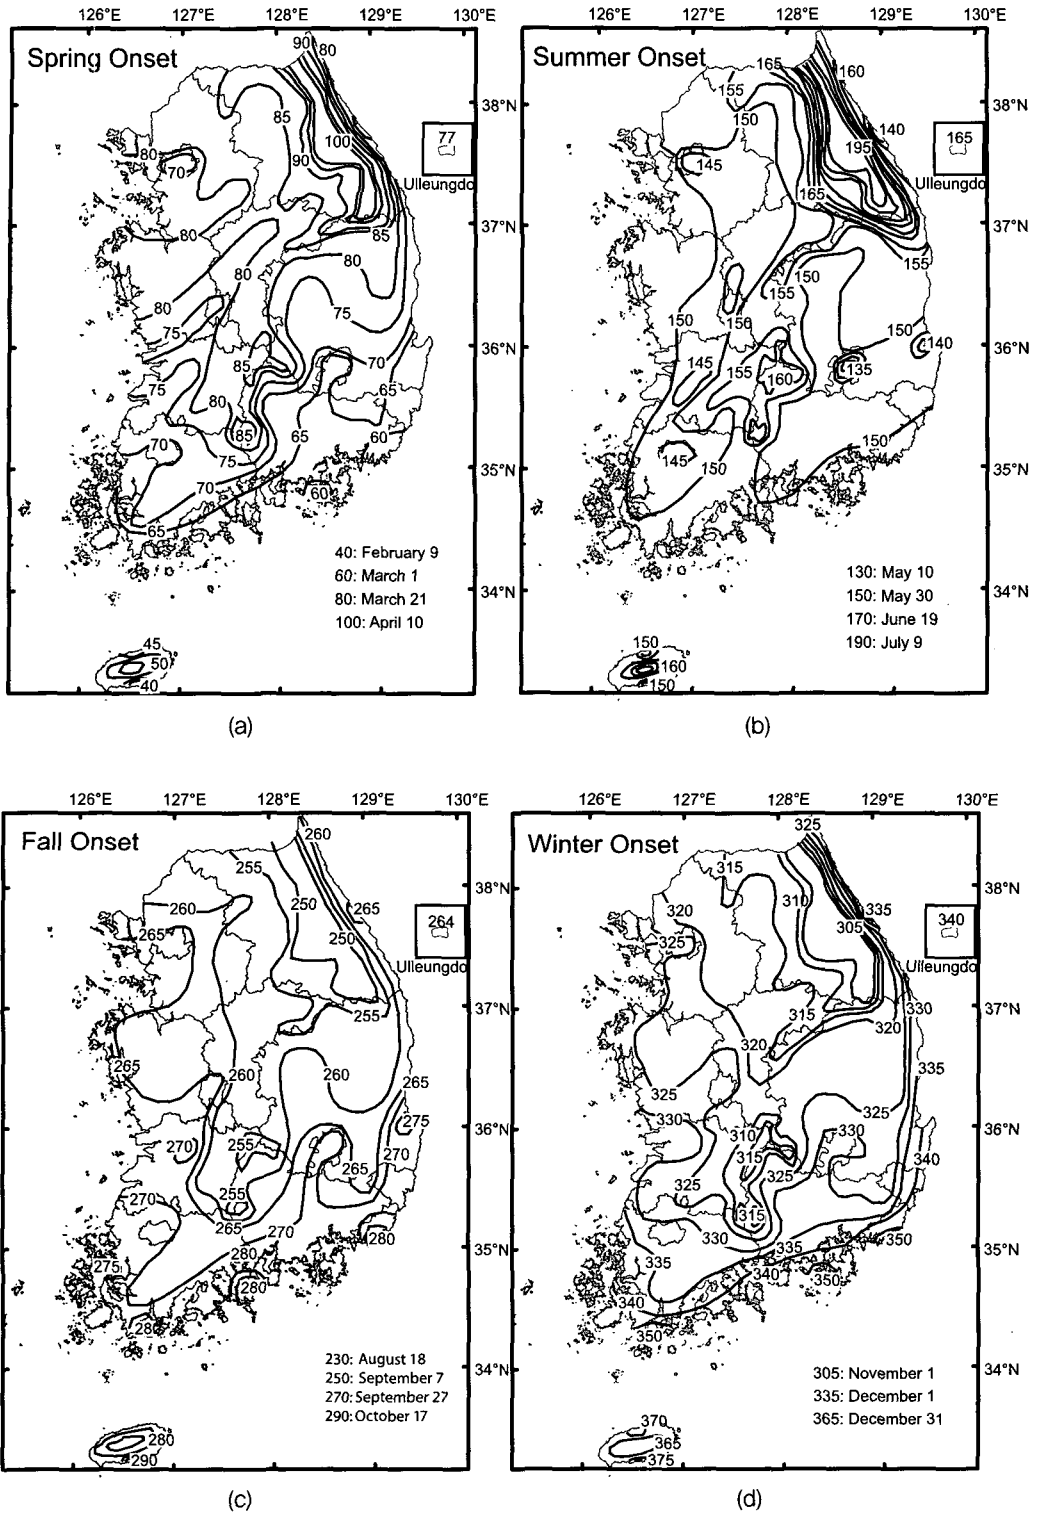 126°E 127°E 128°E 129°E 130°E
Spring Onset
90 80
85
38°N
100
77
80
70
90
Ulleungdo
37°N
80
85
80
80
75
80
75
36°N
85
70
75
65
80
85
65
60
70
75
35°N
70
60
65
40: February 9
60: March 1
80: March 21
100: April 10
34°N
45
50
40
(a)
126°E 127°E 128°E 129°E 130°E
Summer Onset
165
160
155
150
38°N
140
195
165
145
165
Ulleungdo
37°N
155
150
155
150
150
150
140
36°N
145
155
160
135
150
145
150
35°N
130: May 10
150: May 30
170: June 19
190: July 9
34°N
150
160
150
(b)
126°E 127°E 128°E 129°E 130°E
Fall Onset
260
255
250
38°N
260
265
265
250
264
Ulleungdo
37°N
255
265
260
260
265
275
36°N
270
255
270
265
255
270
265
270
280
280
35°N
275
280
280
230: August 18
250: September 7
270: September 27
290: October 17
34°N
280
290
(c)
126°E 127°E 128°E 129°E 130°E
Winter Onset
325
315
310
38°N
320
335
305
325
340
Ulleungdo
37°N
330
315
320
320
335
325
325
330
330
310
36°N
315
340
325
325
315
330
335
350
35°N
335
340
350
340
350
305: November 1
335: December 1
365: December 31
34°N
370
365
375
(d)